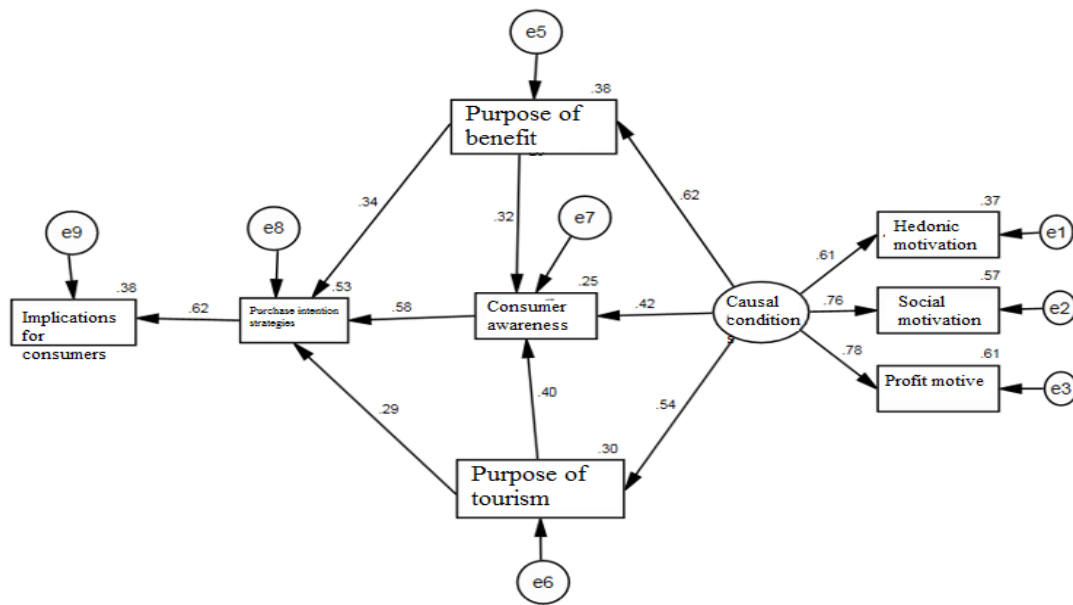 e5
.38
Purpose of
benefit
.62
.34
.32
e7
e9
e8
.37
Hedonic
motivation
e1
.61
.38
.53
.25
.57
Implications
for
consumers
.62
Purchase intention
strategies
.58
Consumer
awareness
.42
Causal
condition
s
.76
Social
motivation
e2
.78
.61
Profit motive
e3
.40
.54
.29
.30
Purpose of
tourism
e6